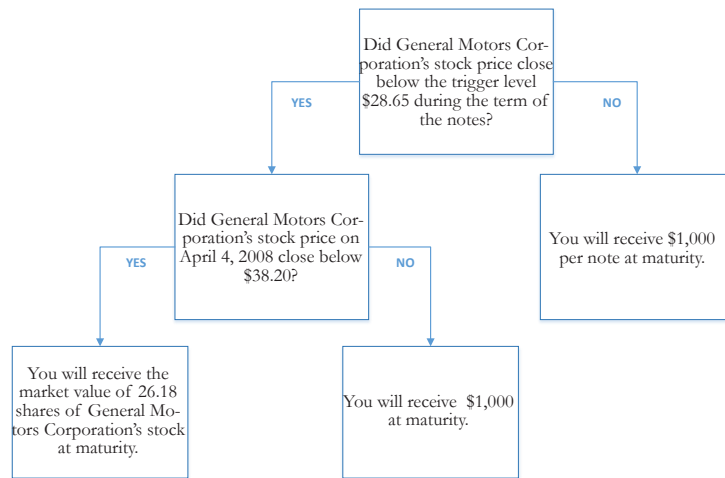 Did General Motors Cor-
poration's stock price close
below the trigger level
$28.65 during the term of
the notes?
YES
NO
Did General Motors Cor-
poration's stock price on
April 4, 2008 close below
$38.20?
You will receive $1,000
per note at maturity.
YES
NO
You will receive the
market value of 26.18
shares of General Mo-
tors Corporation's stock
at maturity.
You will receive $1,000
at maturity.